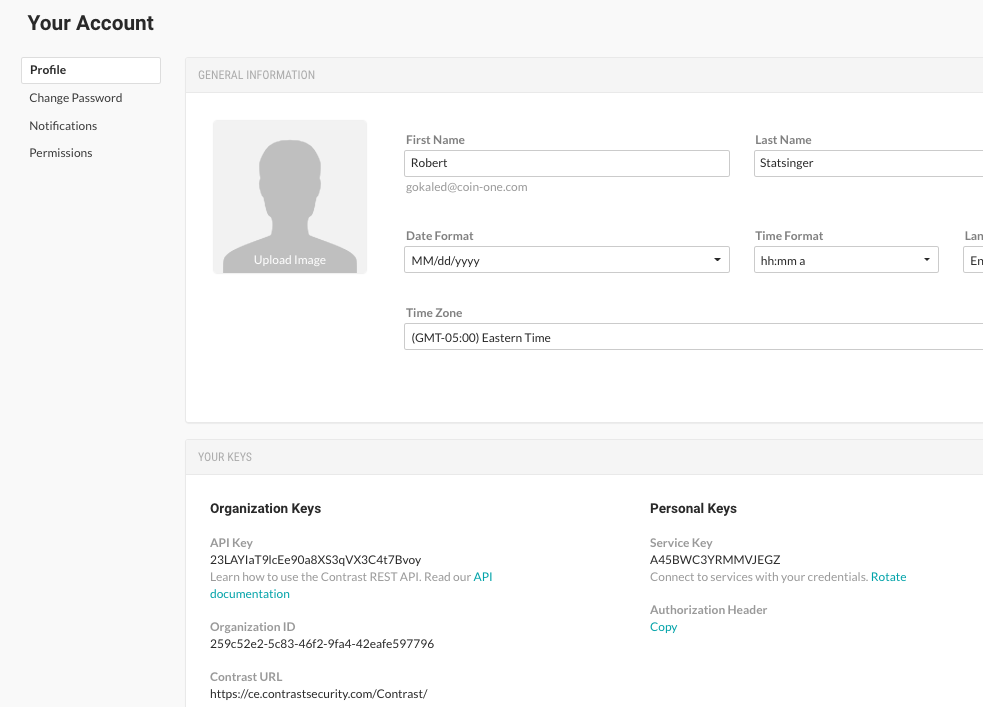 Your Account
Profile
Change Password
Notifications
Permissions
GENERAL INFORMATION
Upload Image
First Name
Robert
gokaled@coin-one.com
Last Name
Statsinger
Date Format
MM/dd/yyyy
Time Format
hh:mm a
Lan
En
Time Zone
(GMT-05:00) Eastern Time
YOUR KEYS
Organization Keys
API Key
23LAYIaT9lcEe90a8XS3qVX3C4t7Bvoy
Learn how to use the Contrast REST API. Read our API
documentation
Organization ID
259c52e2-5c83-46f2-9fa4-42eafe597796
Contrast URL
https://ce.contrastsecurity.com/Contrast/
Personal Keys
Service Key
A45BWC3YRMMVJEGZ
Connect to services with your credentials. Rotate
Authorization Header
Copy